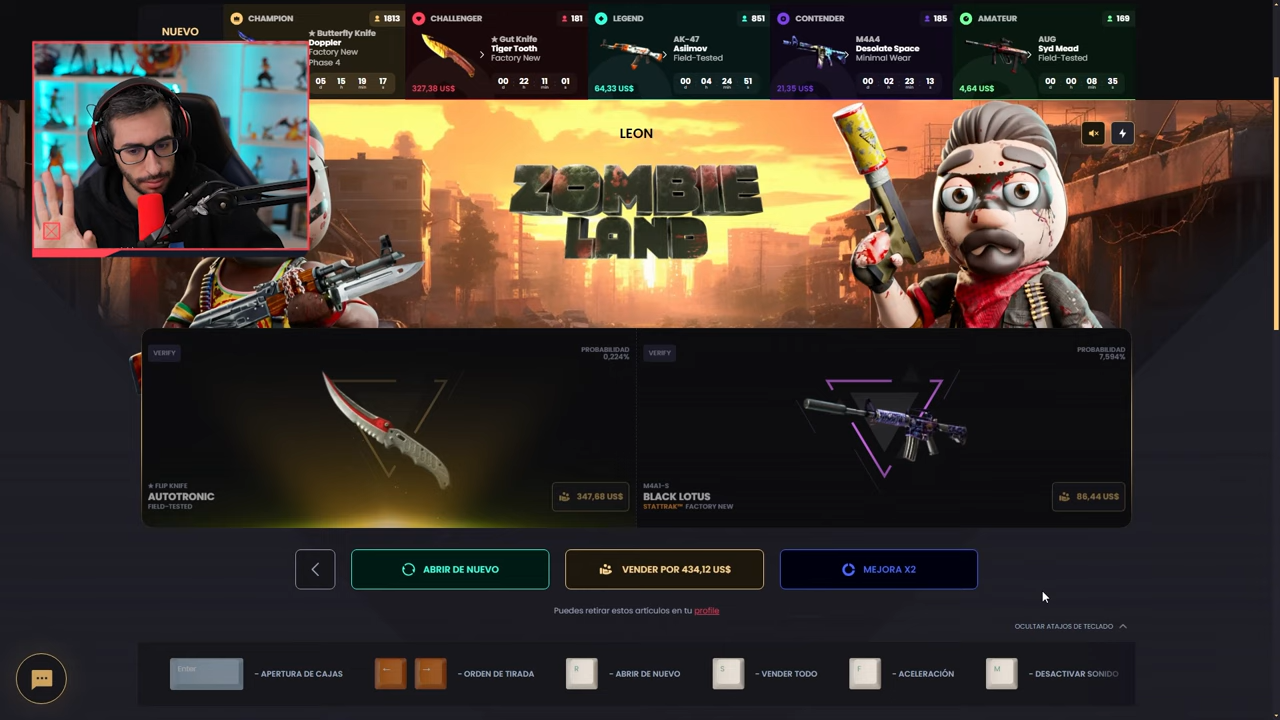 NUEVO
CHAMPION
1813
★ Butterfly Knife
Doppler
Factory New
Phase 4
05 15 19 17
d h min s
CHALLENGER
181
★ Gut Knife
Tiger Tooth
Factory New
327,38 US$
00 22 11 01
d h min s
LEGEND
851
AK-47
Asiimov
Field-Tested
64,33 US$
00 04 24 51
d h min s
CONTENDER
185
M4A4
Desolate Space
Minimal Wear
21,35 US$
00 02 23 13
d h min s
AMATEUR
169
AUG
Syd Mead
Field-Tested
4,64 US$
00 00 08 35
d h min s
LEON
ZOMBIE
LAND
VERIFY
PROBABILIDAD
0,224%
★ FLIP KNIFE
AUTOTRONIC
FIELD-TESTED
347,68 US$
VERIFY
PROBABILIDAD
7,594%
M4A1-S
BLACK LOTUS
STATTRAK™ FACTORY NEW
86,44 US$
ABRIR DE NUEVO
VENDER POR 434,12 US$
MEJORA X2
Puedes retirar estos artículos en tu profile
OCULTAR ATAJOS DE TECLADO
Enter - APERTURA DE CAJAS
← → - ORDEN DE TIRADA
R - ABRIR DE NUEVO
S - VENDER TODO
F - ACELERACIÓN
M - DESACTIVAR SONIDO